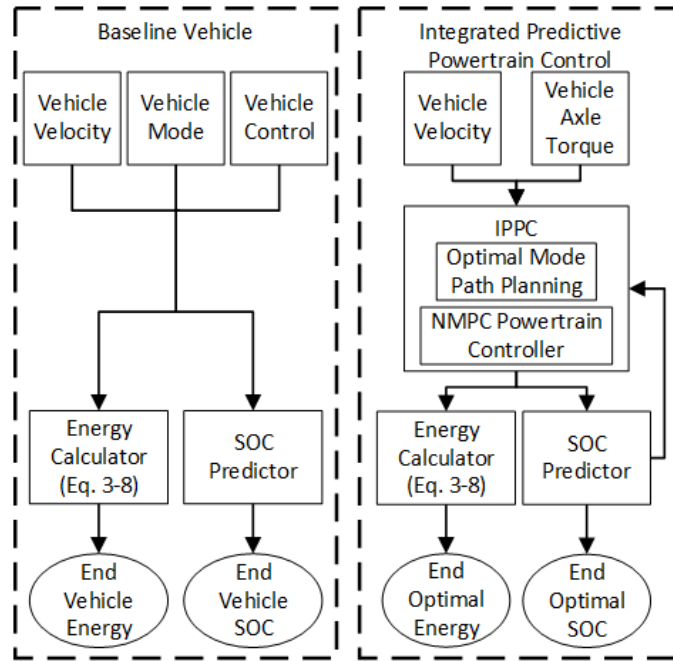 Baseline Vehicle
Vehicle
Velocity
Vehicle
Mode
Vehicle
Control
Energy
Calculator
(Eq. 3-8)
SOC
Predictor
End
Vehicle
Energy
End
Vehicle
SOC
Integrated Predictive
Powertrain Control
Vehicle
Velocity
Vehicle
Axle
Torque
IPPC
Optimal Mode
Path Planning
NMPC Powertrain
Controller
Energy
Calculator
(Eq. 3-8)
SOC
Predictor
End
Optimal
Energy
End
Optimal
SOC